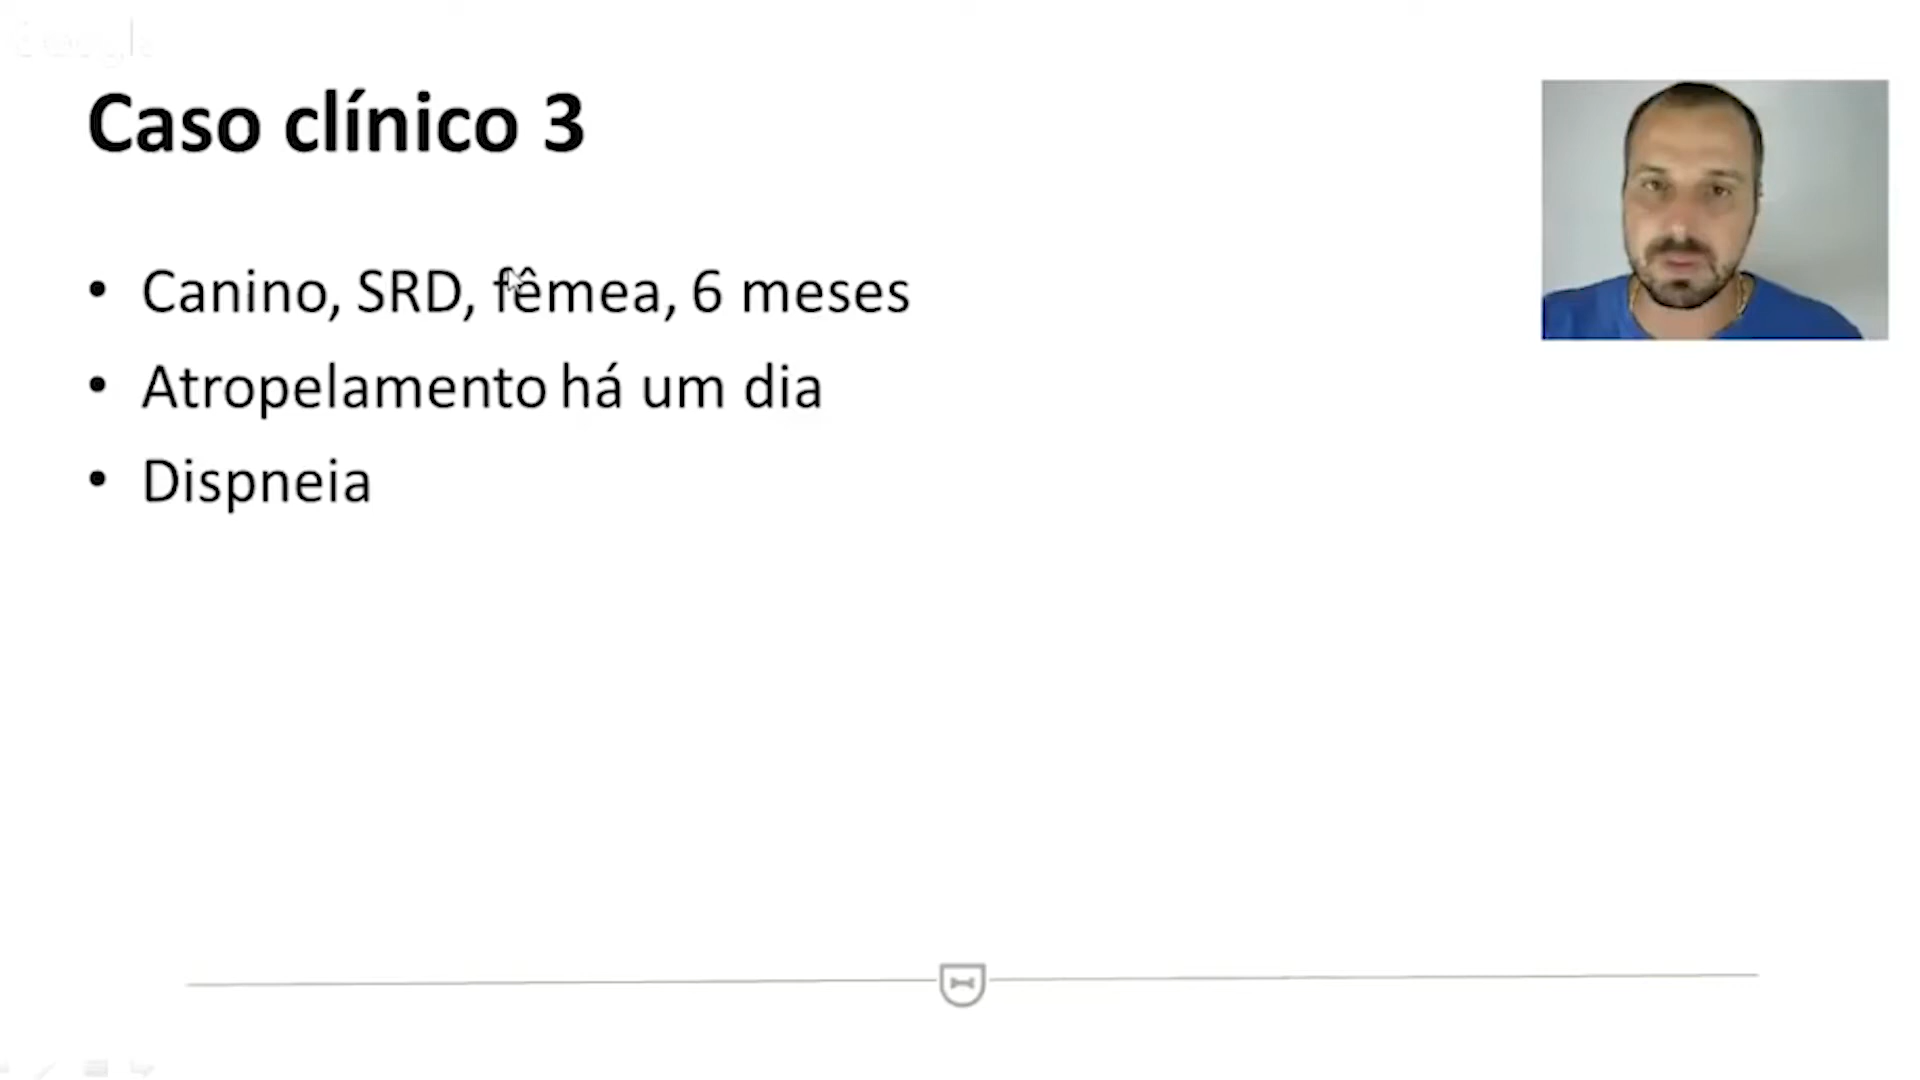 Caso clínico 3
• Canino, SRD, fêmea, 6 meses
• Atropelamento há um dia
• Dispneia